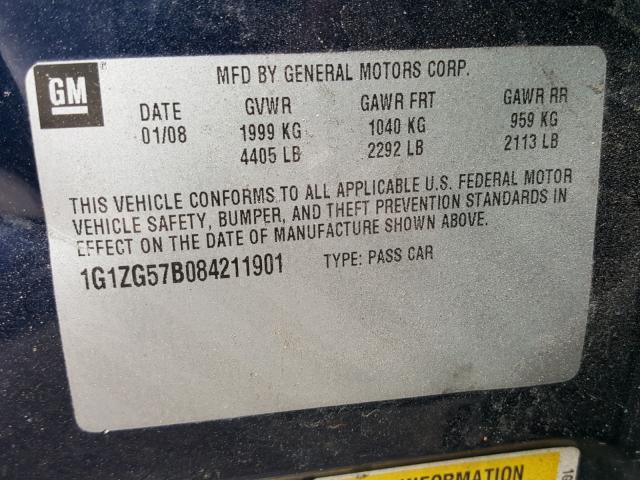 GM
MFD BY GENERAL MOTORS CORP.
DATE GVWR GAWR FRT GAWR RR
01/08 1999 KG 1040 KG 959 KG
4405 LB 2292 LB 2113 LB
THIS VEHICLE CONFORMS TO ALL APPLICABLE U.S. FEDERAL MOTOR
VEHICLE SAFETY, BUMPER, AND THEFT PREVENTION STANDARDS IN
EFFECT ON THE DATE OF MANUFACTURE SHOWN ABOVE.
1G1ZG57B084211901 TYPE: PASS CAR
INFORMATION